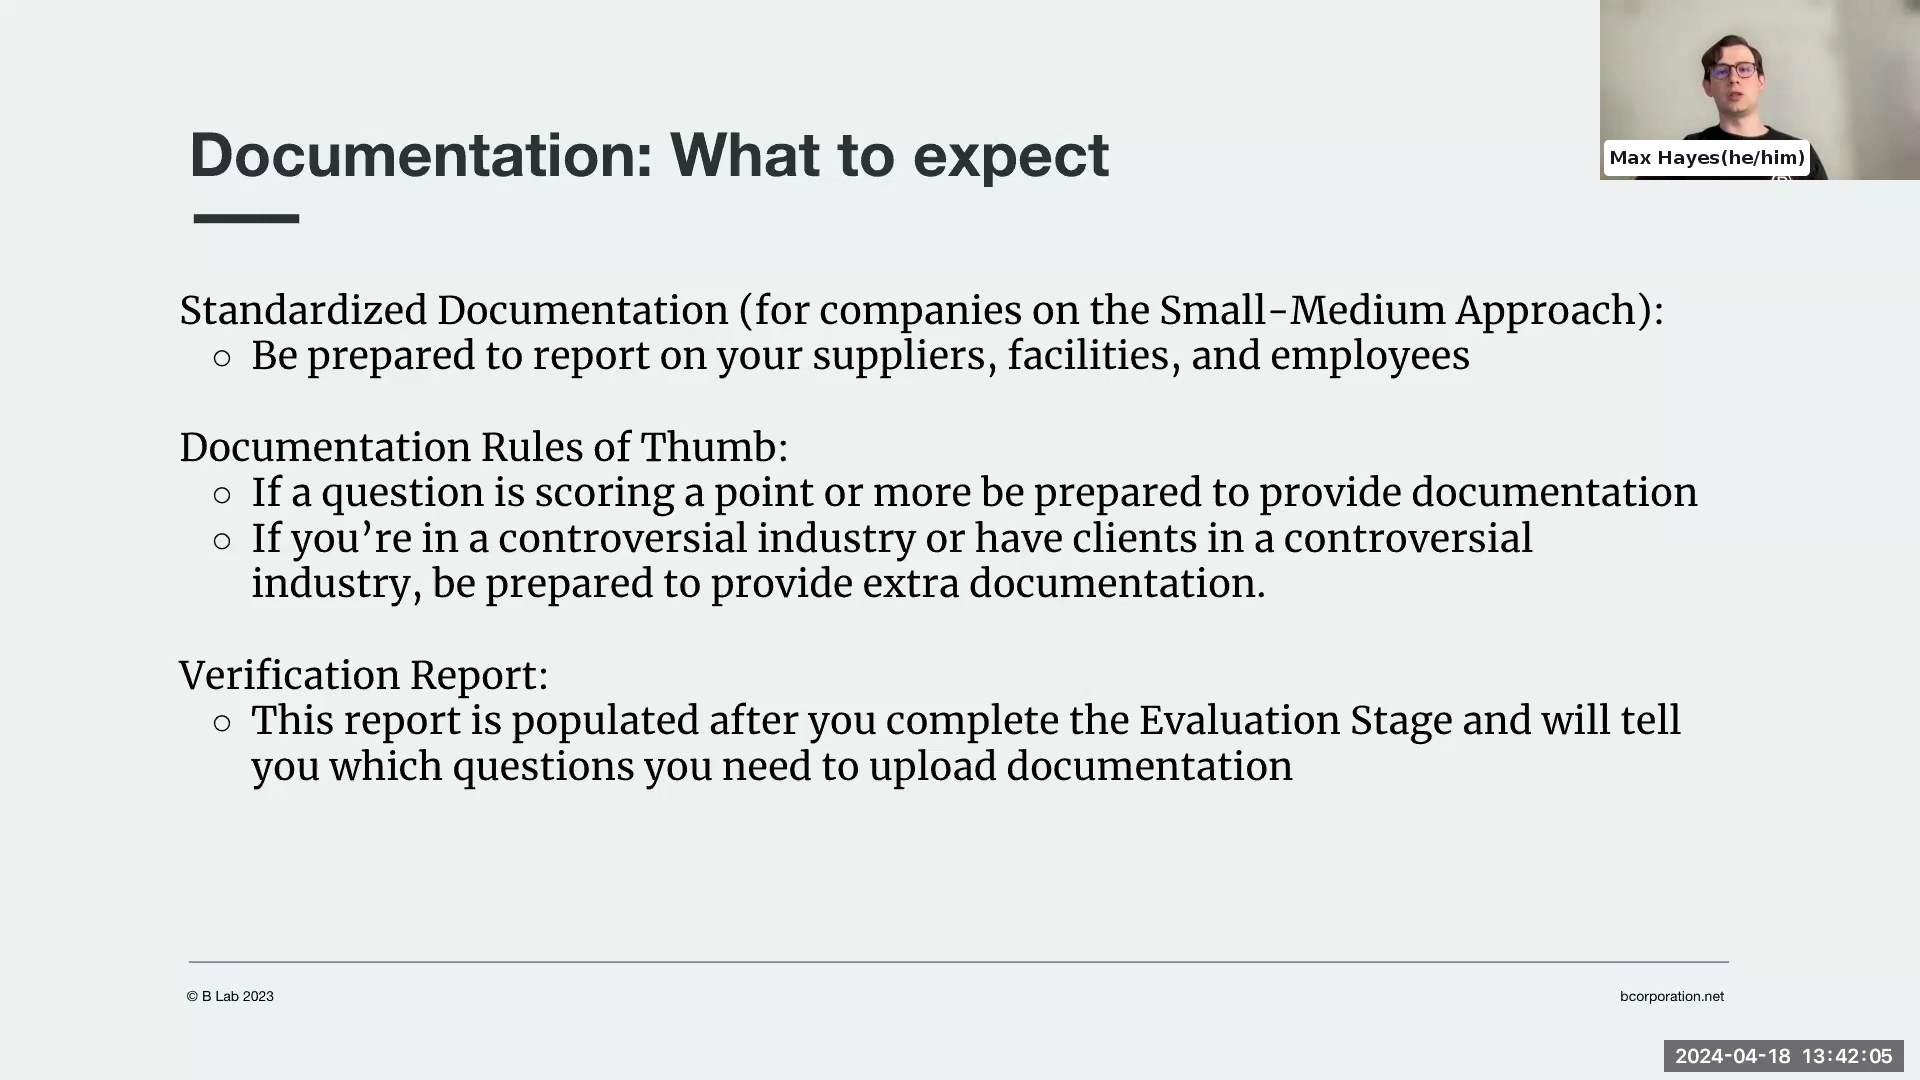 Documentation: What to expect
Max Hayes(he/him)
Standardized Documentation (for companies on the Small-Medium Approach):
○ Be prepared to report on your suppliers, facilities, and employees
Documentation Rules of Thumb:
○ If a question is scoring a point or more be prepared to provide documentation
○ If you’re in a controversial industry or have clients in a controversial
industry, be prepared to provide extra documentation.
Verification Report:
○ This report is populated after you complete the Evaluation Stage and will tell
you which questions you need to upload documentation
© B Lab 2023
bcorporation.net
2024-04-18 13:42:05